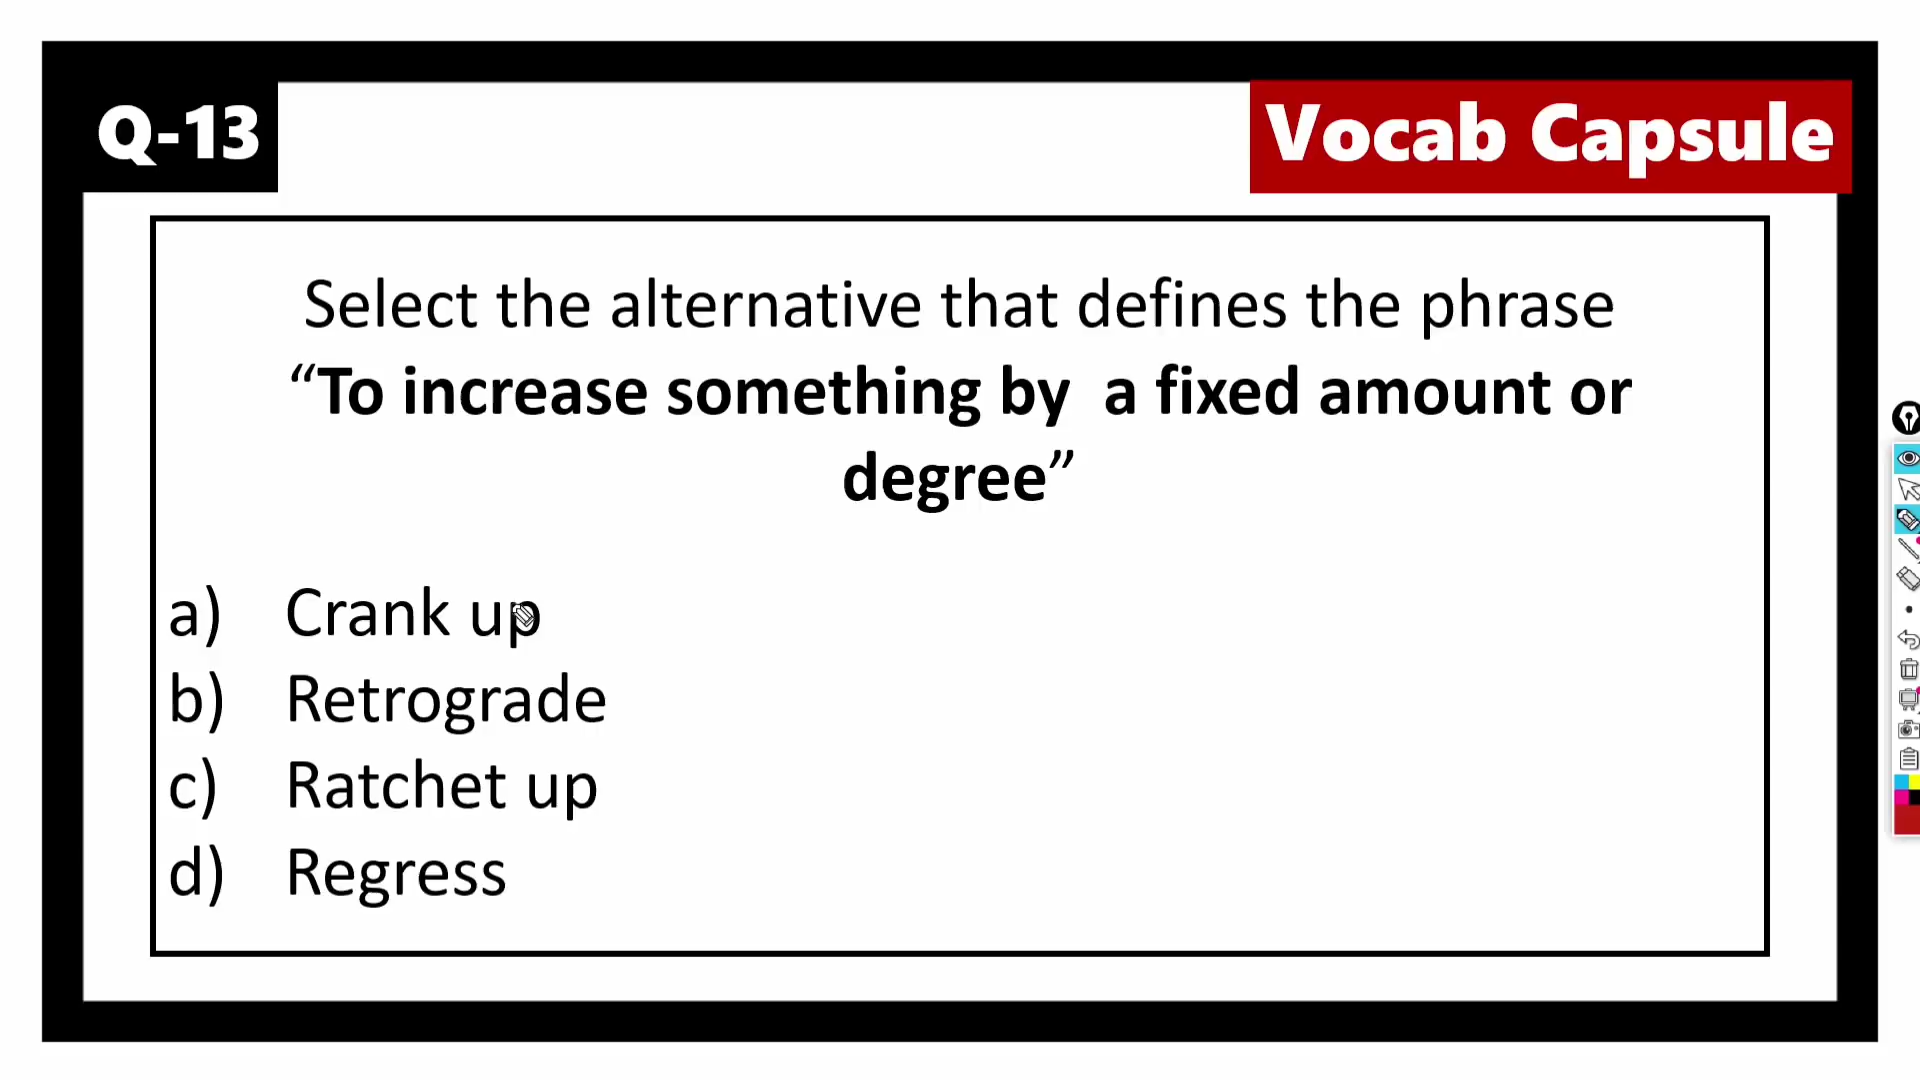 Q-13
Vocab Capsule
Select the alternative that defines the phrase
“To increase something by  a fixed amount or
degree”
a) Crank up
b) Retrograde
c) Ratchet up
d) Regress